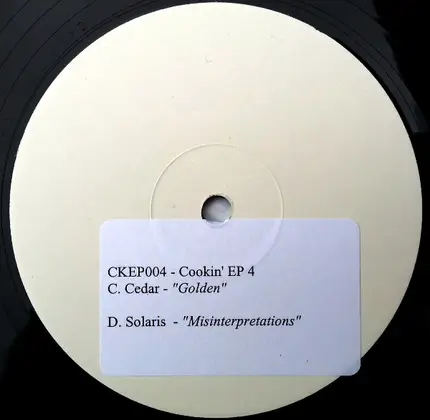 CKEP004 - Cookin' EP 4
C. Cedar - "Golden"
D. Solaris - "Misinterpretations"